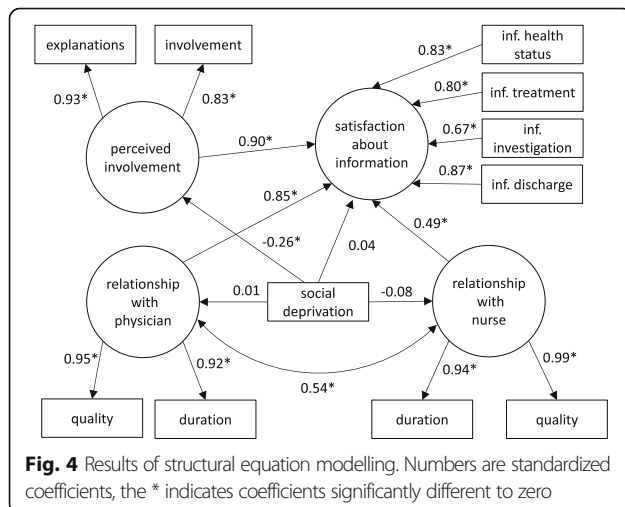 explanations
involvement
inf. health
status
0.83*
0.93*
0.83*
inf. treatment
0.80*
satisfaction
about
information
perceived
involvement
0.90*
0.67*
inf.
investigation
0.87*
inf. discharge
0.85*
0.49*
-0.26*
0.04
relationship
with
physician
0.01
social
deprivation
-0.08
relationship
with
nurse
0.95*
0.92*
0.54*
0.94*
0.99*
quality
duration
duration
quality
Fig. 4 Results of structural equation modelling. Numbers are standardized
coefficients, the * indicates coefficients significantly different to zero